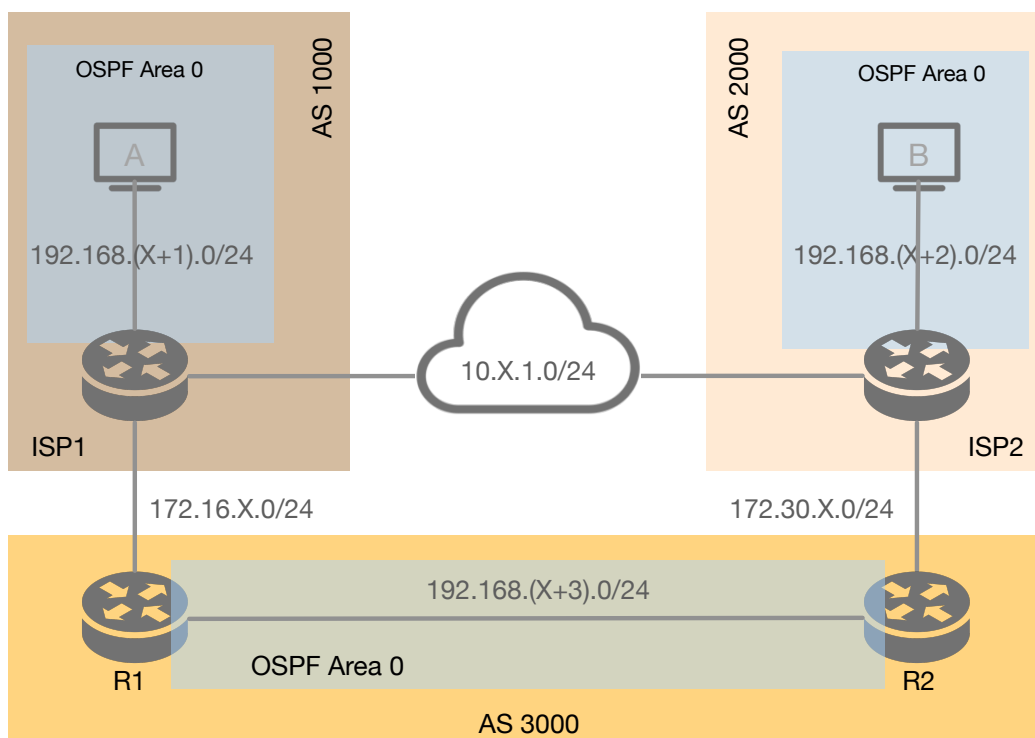 OSPF Area 0
AS 1000
A
192.168.(X+1).0/24
ISP1
AS 2000
OSPF Area 0
B
192.168.(X+2).0/24
ISP2
10.X.1.0/24
172.16.X.0/24
172.30.X.0/24
192.168.(X+3).0/24
R1
OSPF Area 0
R2
AS 3000